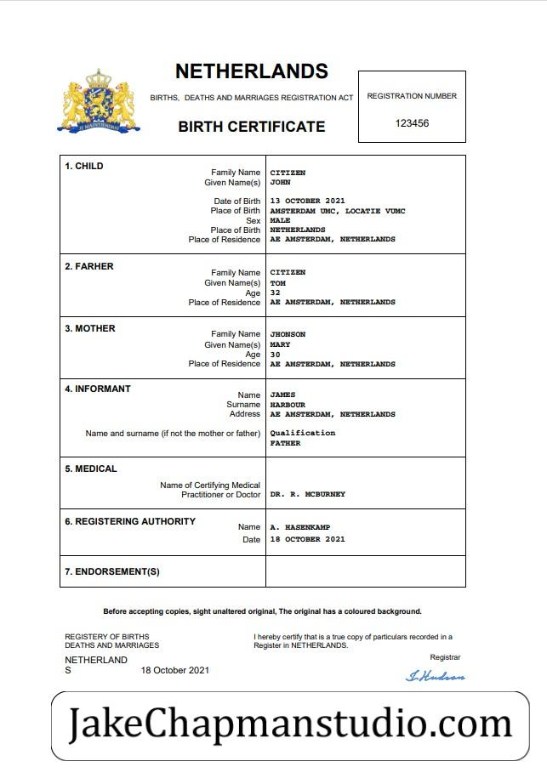 NETHERLANDS
BIRTHS, DEATHS AND MARRIAGES REGISTRATION ACT
BIRTH CERTIFICATE
REGISTRATION NUMBER
123456
1. CHILD
Family Name CITIZEN
Given Name(s) JOHN
Date of Birth 13 OCTOBER 2021
Place of Birth AMSTERDAM UMC, LOCATIE VUMC
Sex MALE
Place of Birth NETHERLANDS
Place of Residence AE AMSTERDAM, NETHERLANDS
2. FARHER
Family Name CITIZEN
Given Name(s) TOM
Age 32
Place of Residence AE AMSTERDAM, NETHERLANDS
3. MOTHER
Family Name JHONSON
Given Name(s) MARY
Age 30
Place of Residence AE AMSTERDAM, NETHERLANDS
4. INFORMANT
Name JAMES
Surname HARBOUR
Address AE AMSTERDAM, NETHERLANDS
Name and surname (if not the mother or father) Qualification
FATHER
5. MEDICAL
Name of Certifying Medical
Practitioner or Doctor DR. R. MCBURNEY
6. REGISTERING AUTHORITY
Name A. HASENKAMP
Date 18 OCTOBER 2021
7. ENDORSEMENT(S)
Before accepting copies, sight unaltered original, The original has a coloured background.
REGISTERY OF BIRTHS
DEATHS AND MARRIAGES
NETHERLAND
S 18 October 2021
I hereby certify that is a true copy of particulars recorded in a
Register in NETHERLANDS.
Registrar
JakeChapmanstudio.com